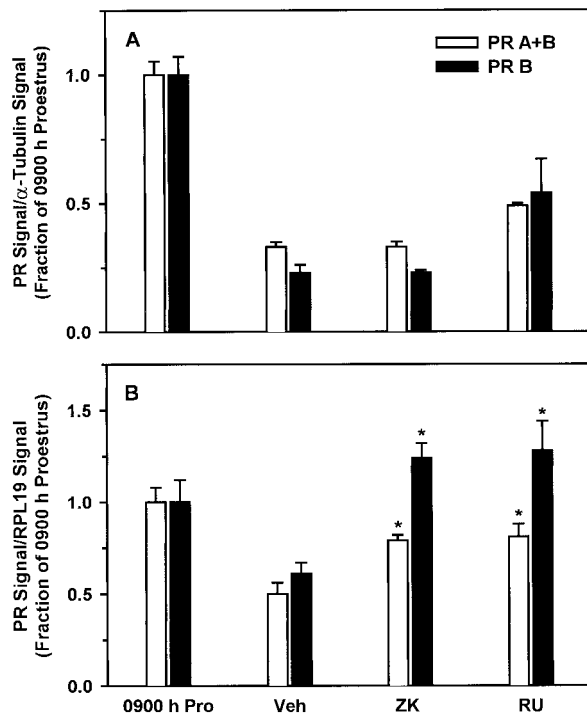 A
PR A+B
PR B
PR Signal/α-Tubulin Signal
(Fraction of 0900 h Proestrus)
1.0
0.5
0.0
B
PR Signal/RPL19 Signal
(Fraction of 0900 h Proestrus)
1.5
1.0
0.5
0.0
*
*
*
*
0900 h Pro
Veh
ZK
RU